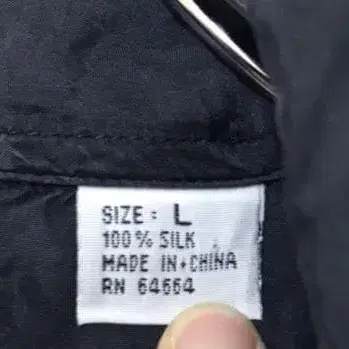 SIZE: L
100% SILK
MADE IN CHINA
RN 64664